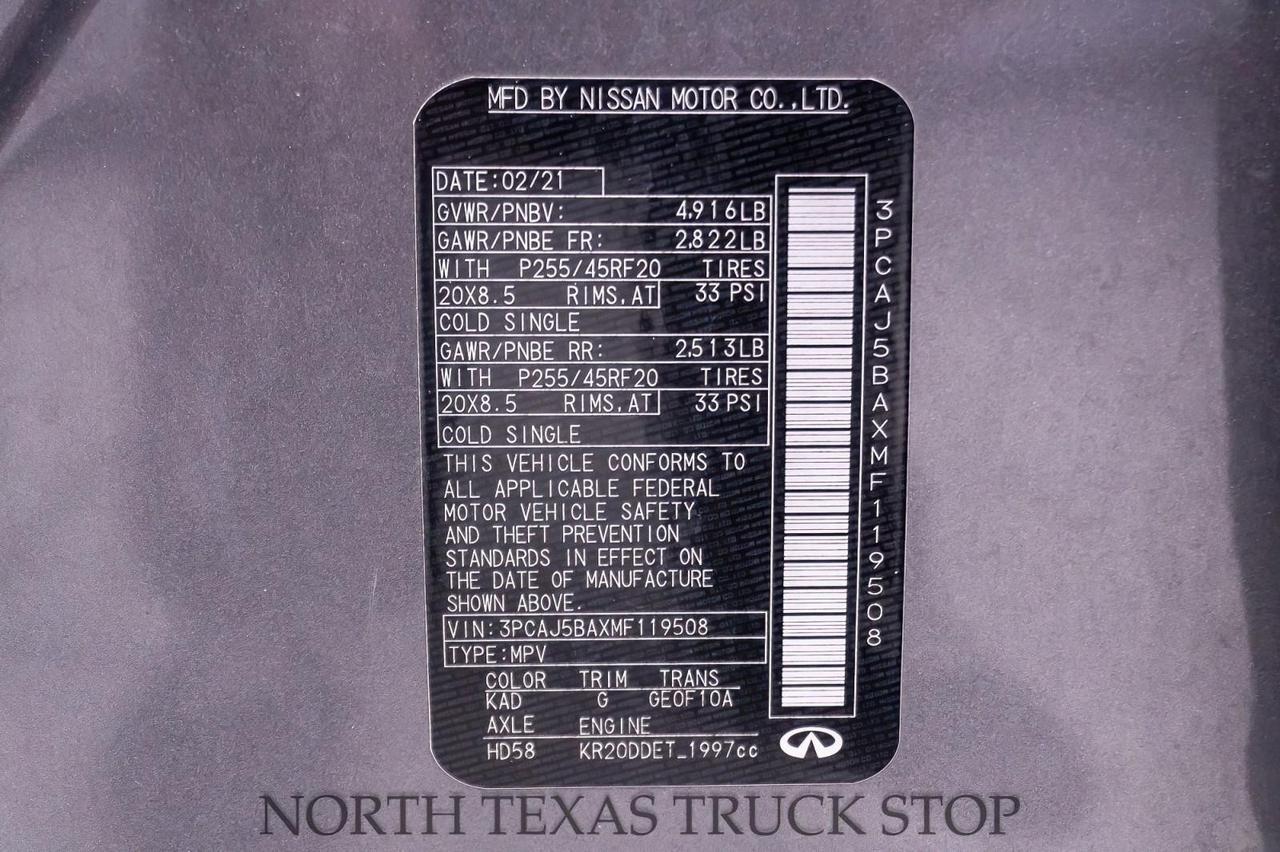 MFD BY NISSAN MOTOR CO.,LTD.
DATE:02/21
GVWR/PNBV: 4,916LB
GAWR/PNBE FR: 2,822LB
WITH P255/45RF20 TIRES
20X8.5 RIMS,AT 33 PSI
COLD SINGLE
GAWR/PNBE RR: 2,513LB
WITH P255/45RF20 TIRES
20X8.5 RIMS,AT 33 PSI
COLD SINGLE
THIS VEHICLE CONFORMS TO
ALL APPLICABLE FEDERAL
MOTOR VEHICLE SAFETY
AND THEFT PREVENTION
STANDARDS IN EFFECT ON
THE DATE OF MANUFACTURE
SHOWN ABOVE.
VIN:3PCAJ5BAXMF119508
TYPE:MPV
COLOR TRIM TRANS
KAD G GE0F10A
AXLE ENGINE
HD58 KR20DDET_1997cc
3PCAJ5BAXMF119508
NORTH TEXAS TRUCK STOP